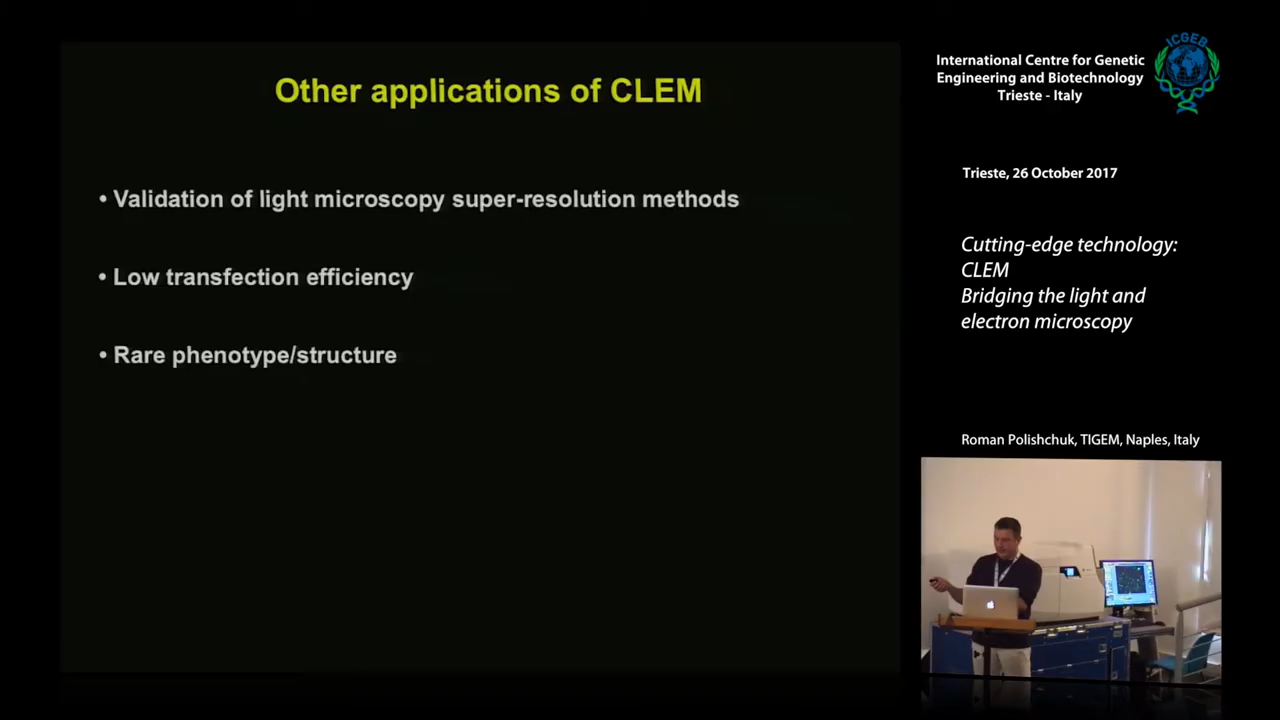 Other applications of CLEM
• Validation of light microscopy super-resolution methods
• Low transfection efficiency
• Rare phenotype/structure
International Centre for Genetic
Engineering and Biotechnology
Trieste - Italy
ICGEB
Trieste, 26 October 2017
Cutting-edge technology:
CLEM
Bridging the light and
electron microscopy
Roman Polishchuk, TIGEM, Naples, Italy